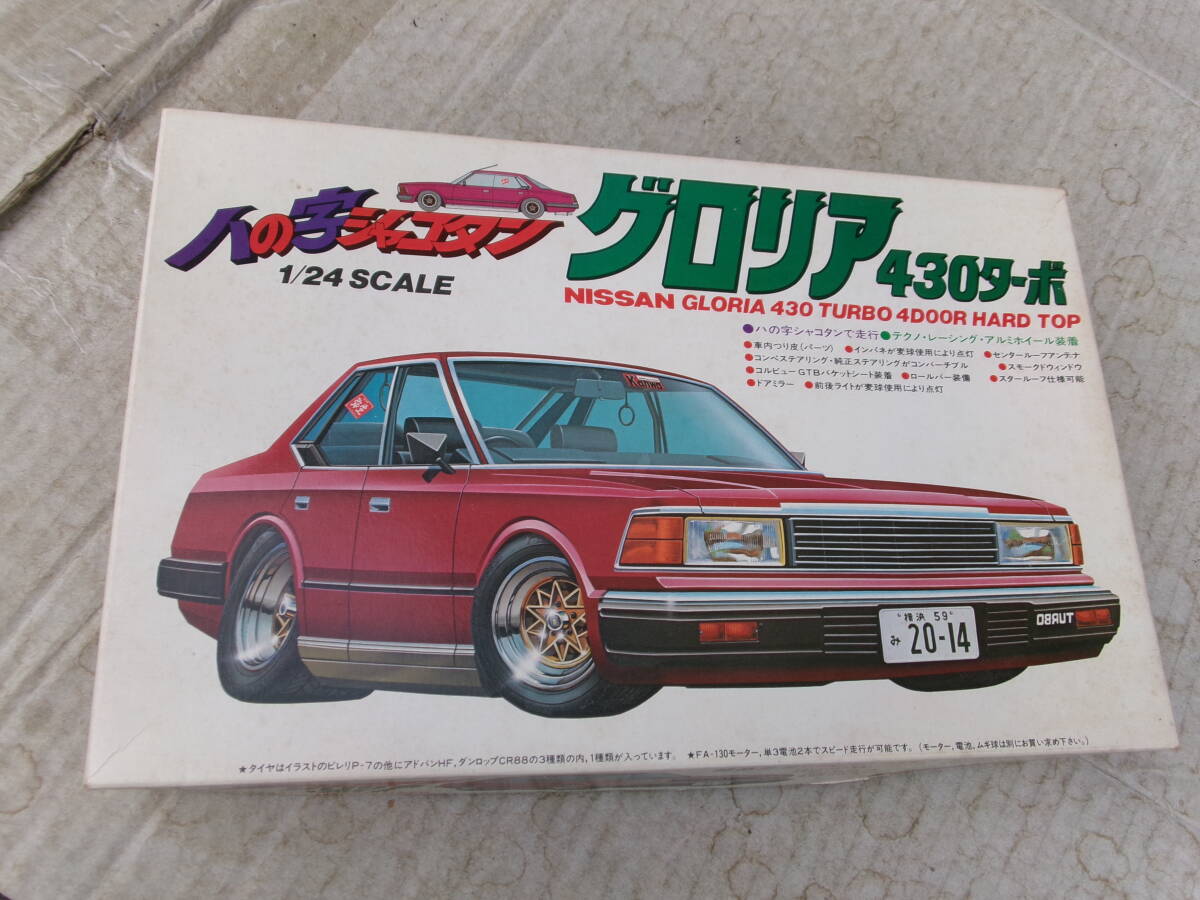 ハの字シャコタン
1/24 SCALE
グロリア430ターボ
NISSAN GLORIA 430 TURBO 4DOOR HARD TOP
●ハの字シャコタンで走行●テクノ・レーシング・アルミホイール装着
●車内つり皮(パーツ) ●インパネが麦球使用により点灯 ●センタールーフアンテナ
●コンペステアリング・純正ステアリングがコンバーチブル ●スモークドウィンドウ
●コルビューGTBバケットシート装着 ●ロールバー装備 ●スタールーフ仕様可能
●ドアミラー ●前後ライトが麦球使用により点灯
横浜 59
み 20-14
TURBO
★タイヤはイラストのピレリP-7の他にアドバンHF,ダンロップCR88の3種類の内,1種類が入っています。 ★FA-130モーター,単3電池2本でスピード走行が可能です。(モーター,電池,ムギ球は別にお買い求め下さい。)